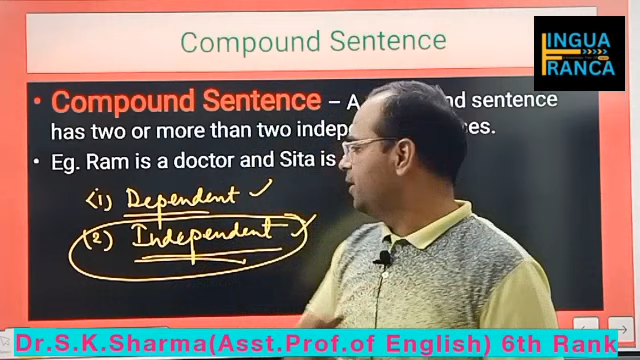 Compound Sentence
LINGUA
FRANCA
• Compound Sentence – A nd sentence
has two or more than two indep es.
• Eg. Ram is a doctor and Sita is
(i) Dependent ✓
(2) Independent ✓
Dr.S.K.Sharma(Asst.Prof.of English) 6th Rank